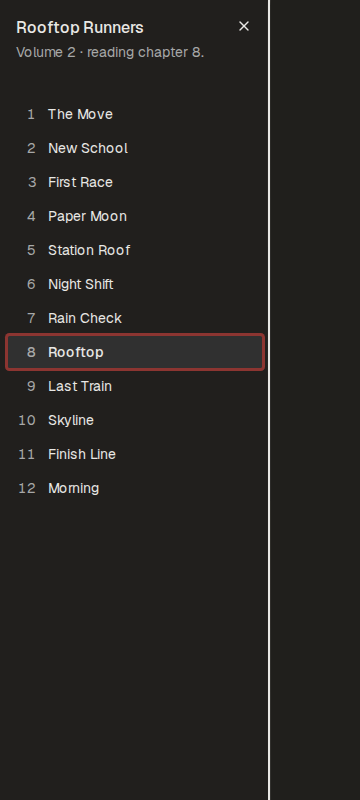 Rooftop Runners
Volume 2 · reading chapter 8.
1 The Move
2 New School
3 First Race
4 Paper Moon
5 Station Roof
6 Night Shift
7 Rain Check
8 Rooftop
9 Last Train
10 Skyline
11 Finish Line
12 Morning